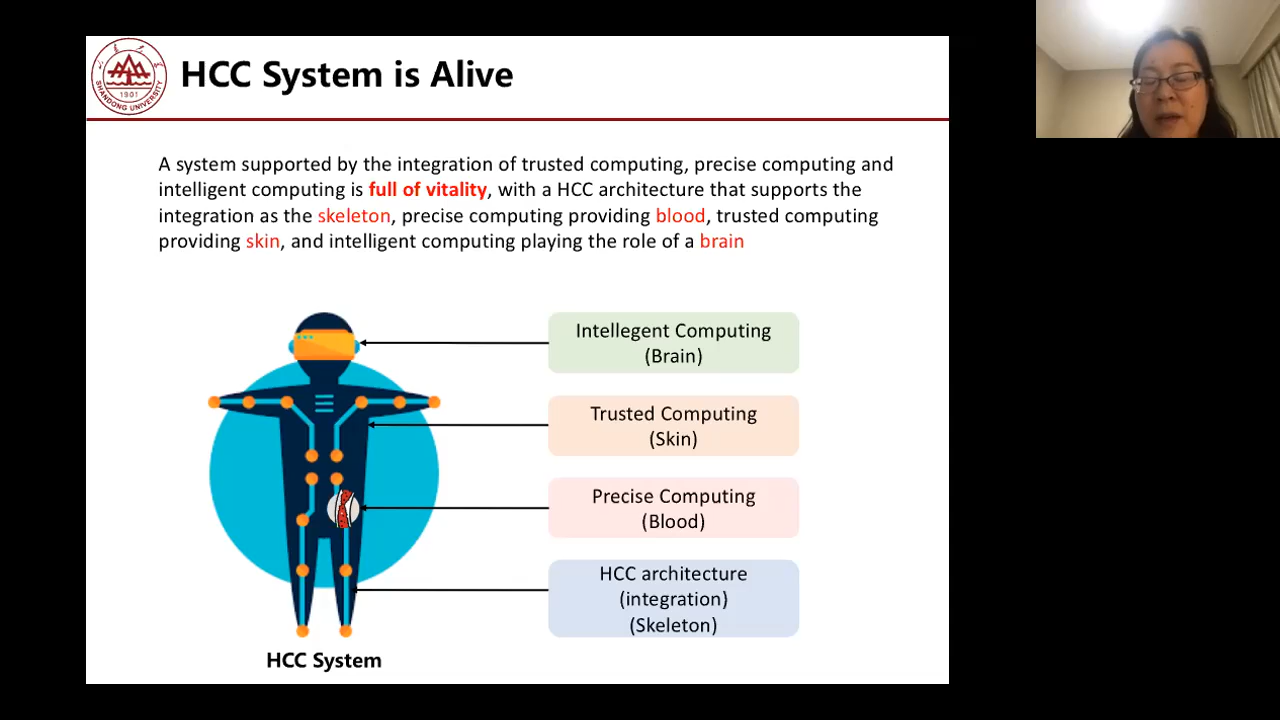 HCC System is Alive
SHANDONG UNIVERSITY
1901
A system supported by the integration of trusted computing, precise computing and
intelligent computing is full of vitality, with a HCC architecture that supports the
integration as the skeleton, precise computing providing blood, trusted computing
providing skin, and intelligent computing playing the role of a brain
Intellegent Computing
(Brain)
Trusted Computing
(Skin)
Precise Computing
(Blood)
HCC architecture
(integration)
(Skeleton)
HCC System